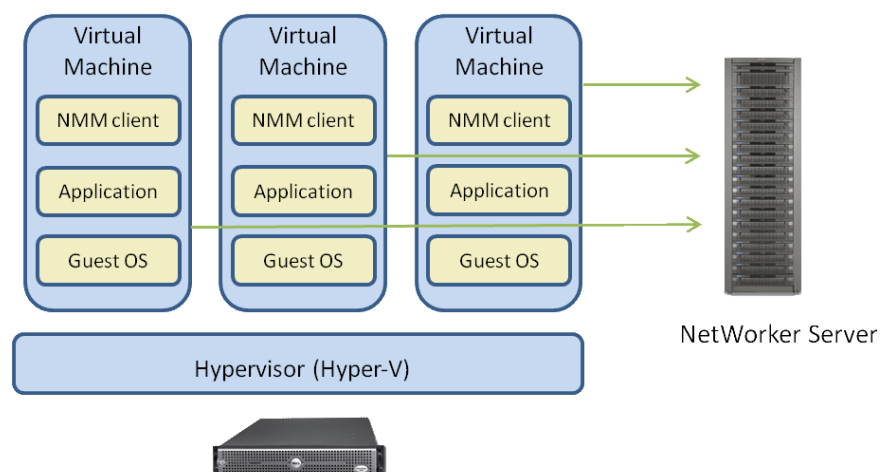 Virtual
Machine
NMM client
Application
Guest OS
Virtual
Machine
NMM client
Application
Guest OS
Virtual
Machine
NMM client
Application
Guest OS
NetWorker Server
Hypervisor (Hyper-V)